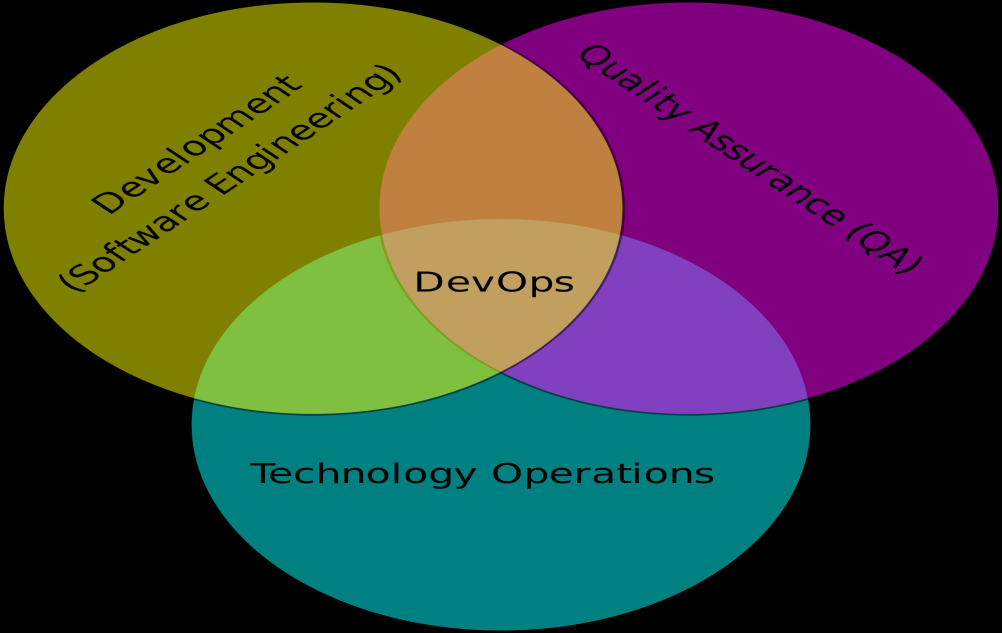 Development
(Software Engineering)
Quality Assurance (QA)
DevOps
Technology Operations